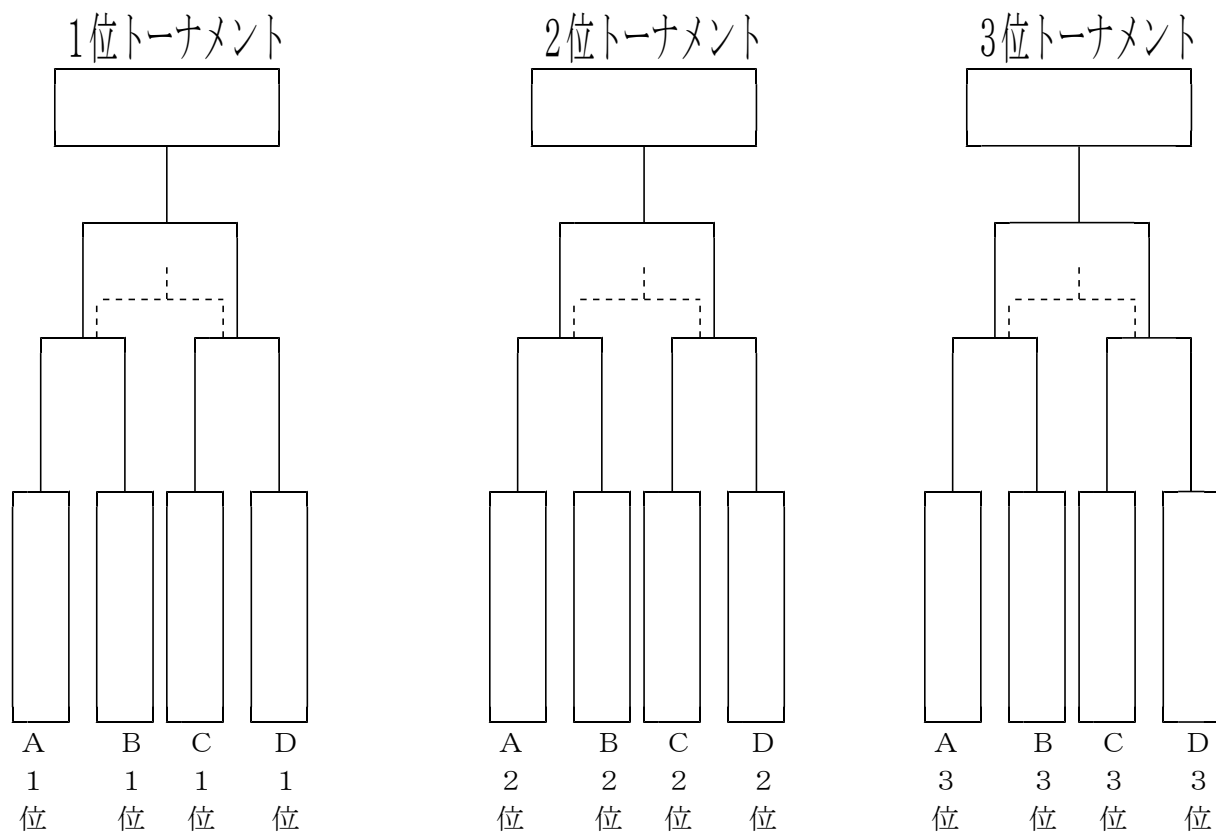 1位トーナメント 2位トーナメント 3位トーナメント
A B C D A B C D A B C D
1 1 1 1 2 2 2 2 3 3 3 3
位 位 位 位 位 位 位 位 位 位 位 位